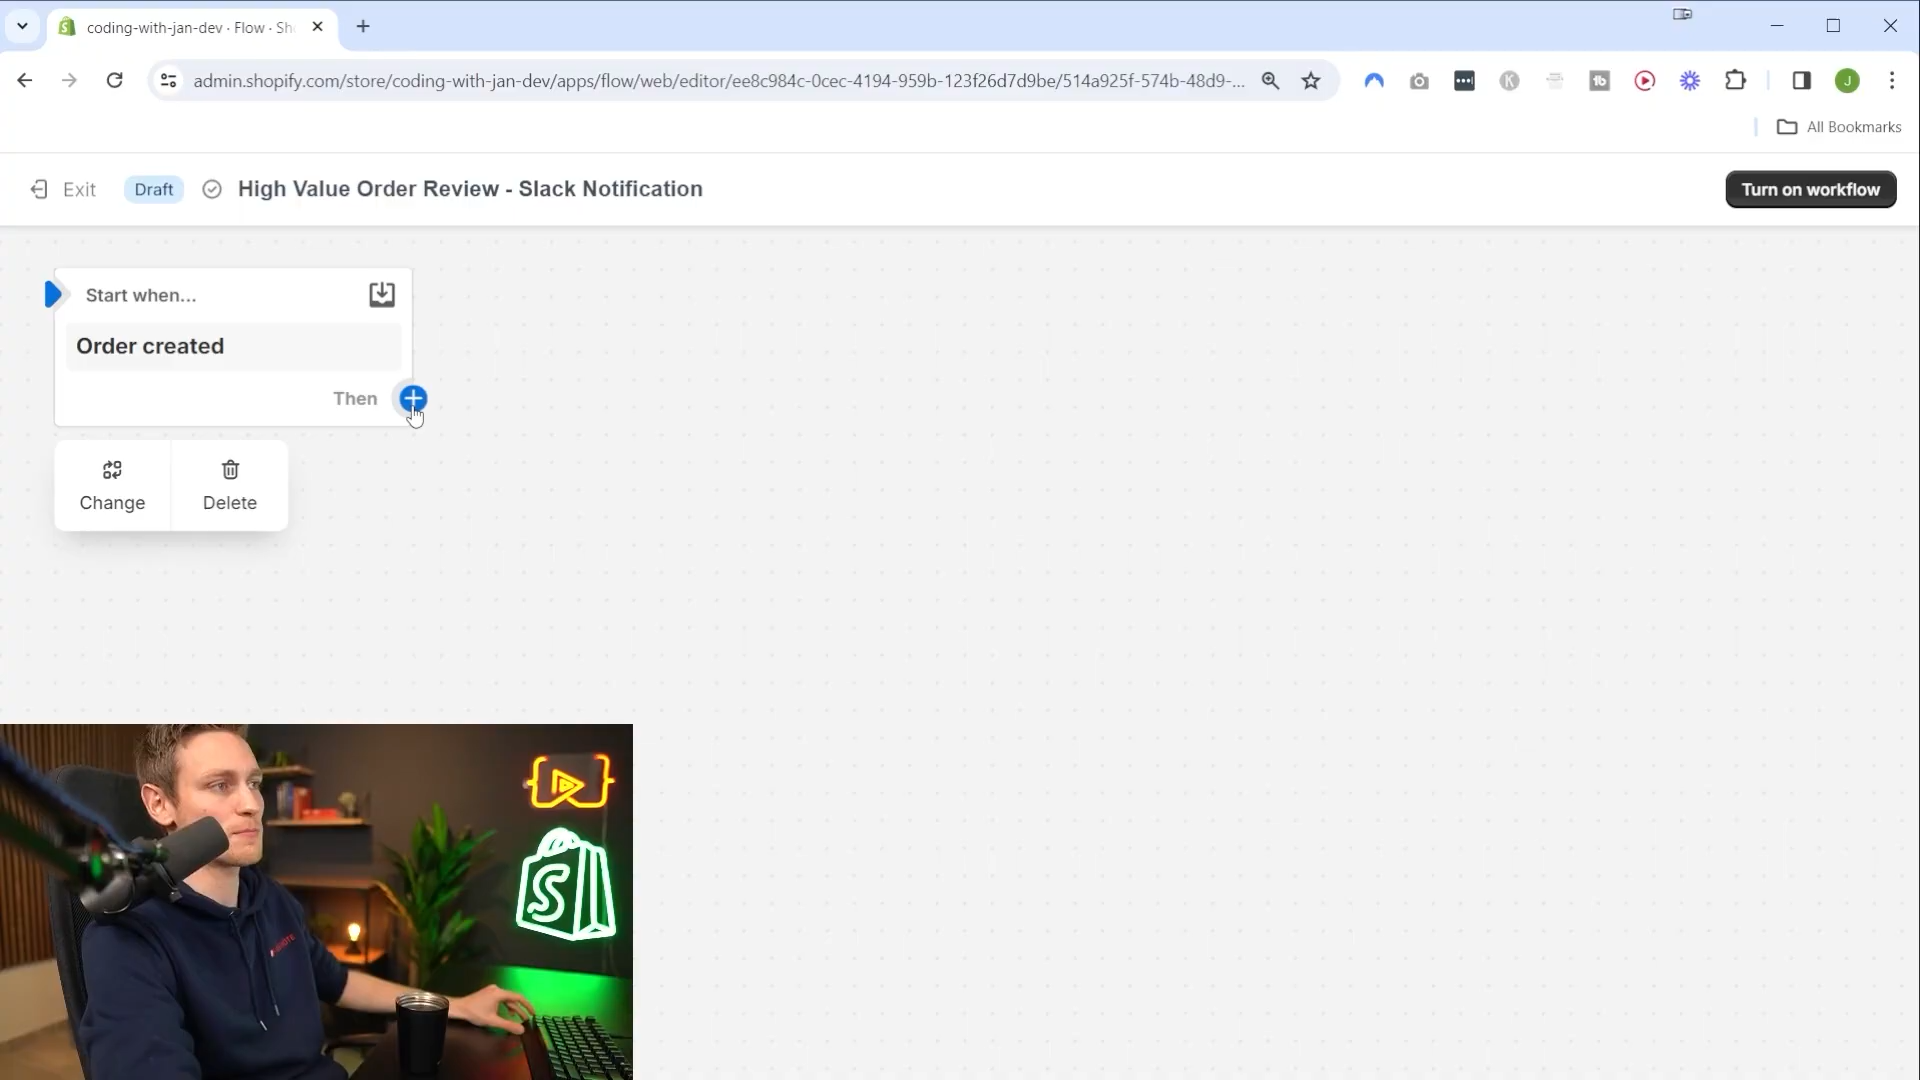 coding-with-jan-dev · Flow · Sh
admin.shopify.com/store/coding-with-jan-dev/apps/flow/web/editor/ee8c984c-0cec-4194-959b-123f26d7d9be/514a925f-574b-48d9-...
K
tb
J
All Bookmarks
Exit
Draft
High Value Order Review - Slack Notification
Turn on workflow
Start when...
Order created
Then
Change
Delete
S